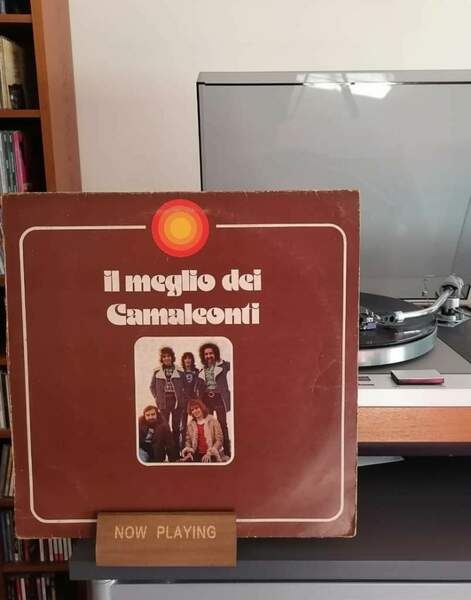 il meglio dei
Camaleonti
NOW PLAYING